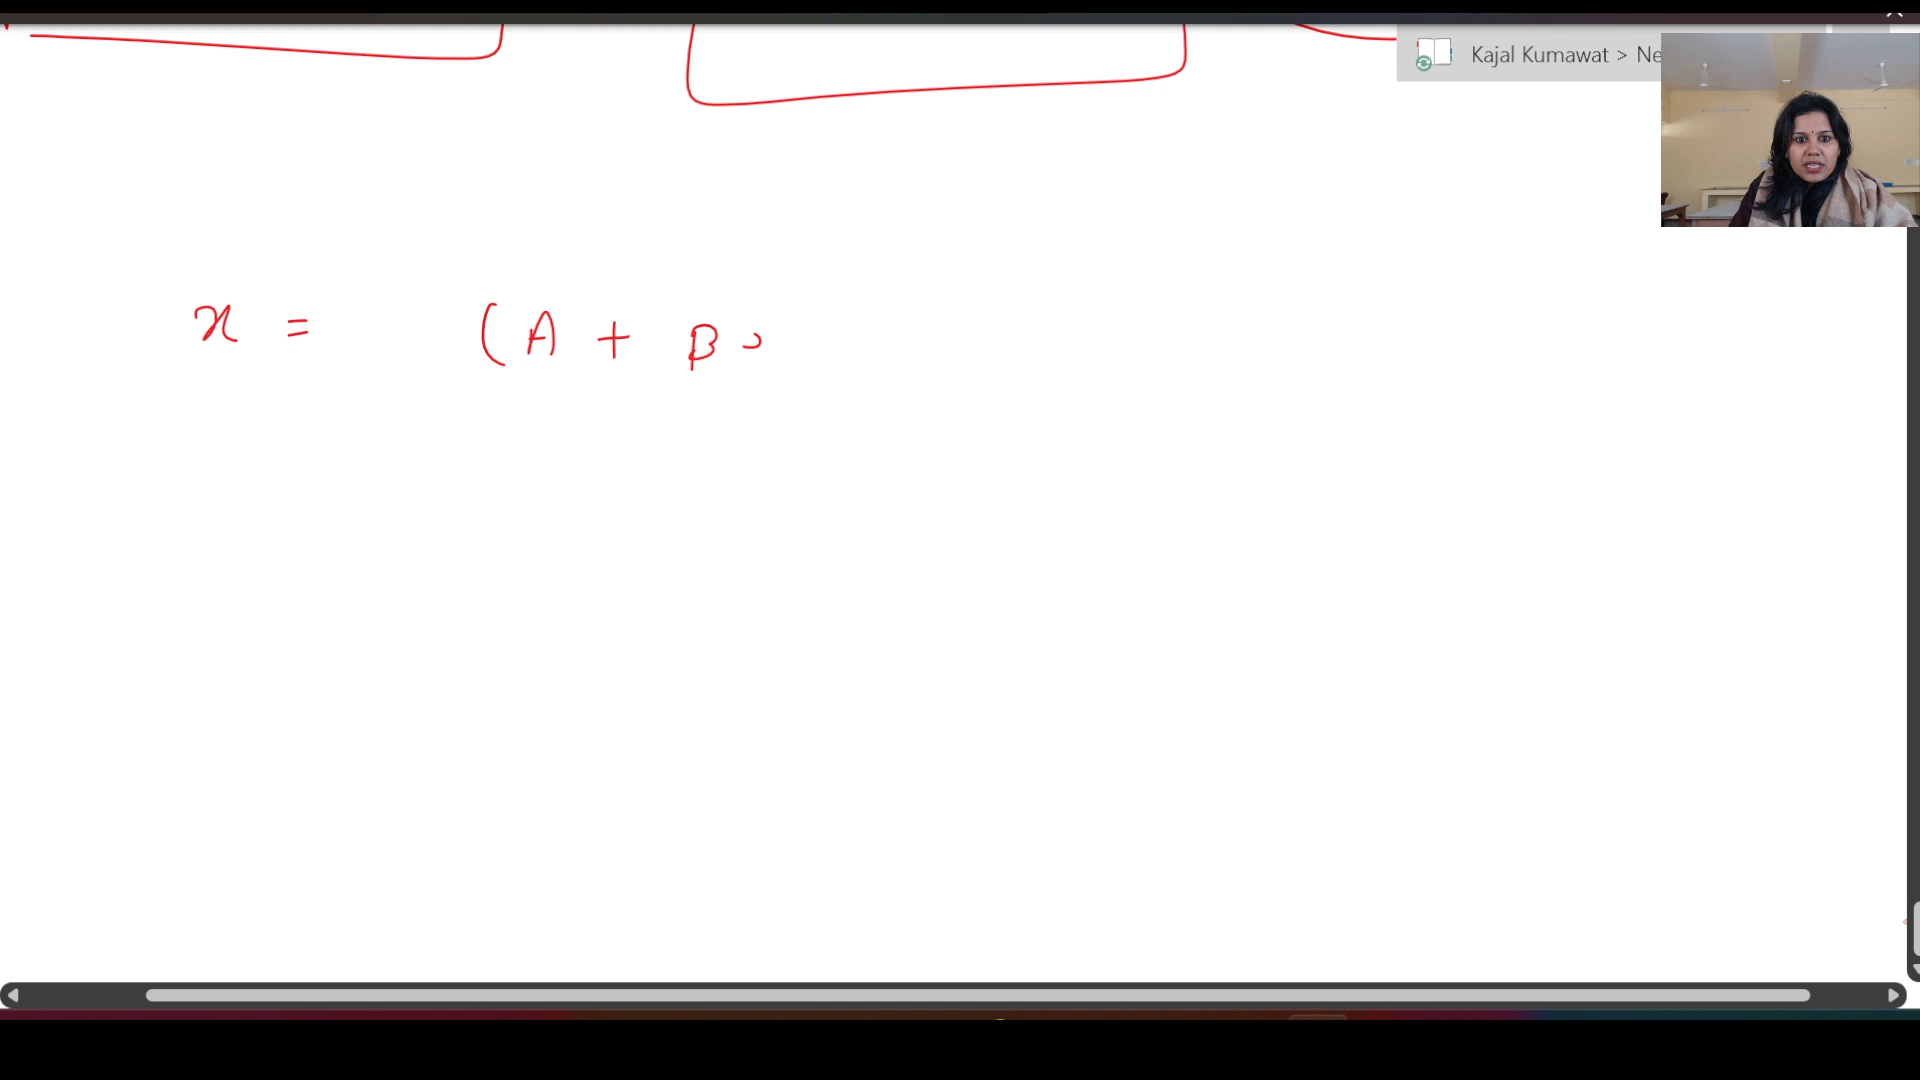 Kajal Kumawat > Ne
x = (A + B